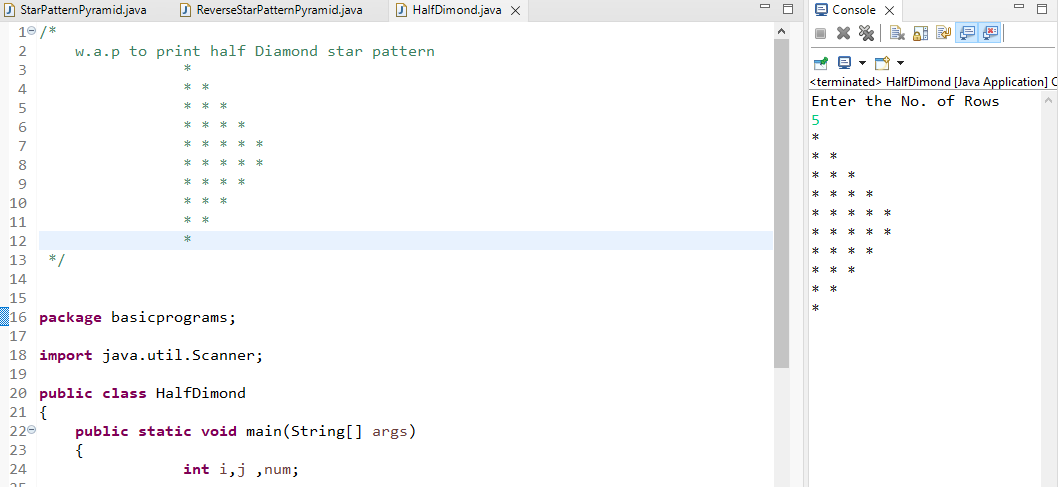 StarPatternPyramid.java ReverseStarPatternPyramid.java HalfDimond.java
1 /*
2 w.a.p to print half Diamond star pattern
3 *
4 * *
5 * * *
6 * * * *
7 * * * * *
8 * * * * *
9 * * * *
10 * * *
11 * *
12 *
13 */
14
15
16 package basicprograms;
17
18 import java.util.Scanner;
19
20 public class HalfDimond
21 {
22 public static void main(String[] args)
23 {
24 int i,j ,num;
Console
<terminated> HalfDimond [Java Application] C
Enter the No. of Rows
5
*
* *
* * *
* * * *
* * * * *
* * * * *
* * * *
* * *
* *
*